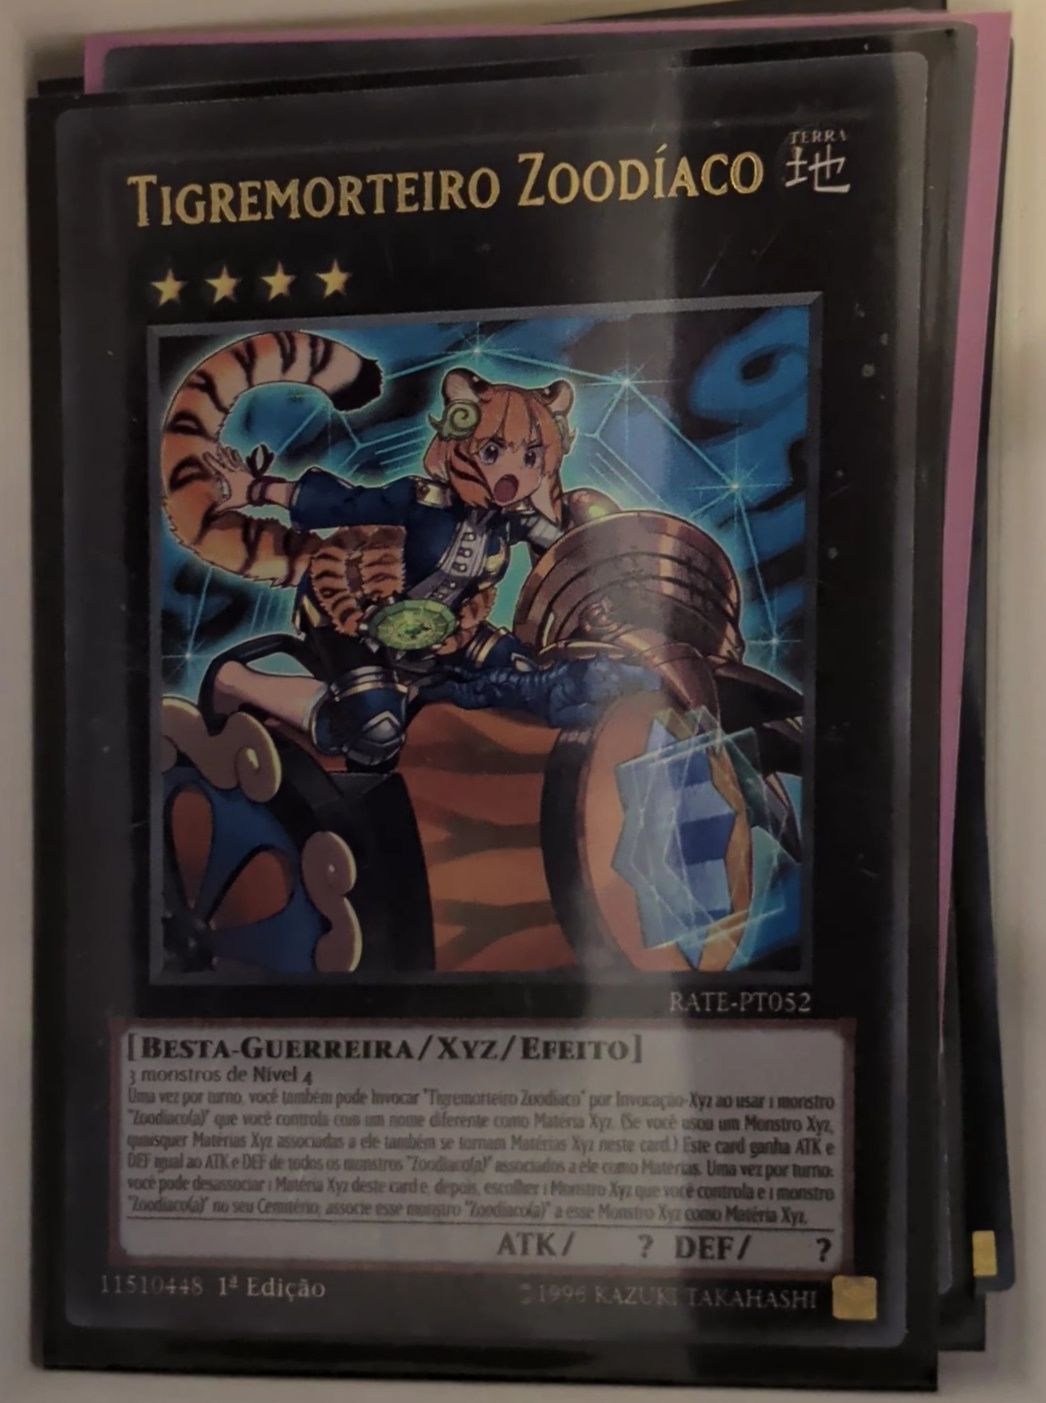 TERRA
地
TIGREMORTEIRO ZOODÍACO
RATE-PT052
[BESTA-GUERREIRA/XYZ/EFEITO]
3 monstros de Nível 4
Uma vez por turno, você também pode Invocar "Tigremorteiro Zoodíaco" por Invocação-Xyz ao usar 1 monstro
"Zoodíaco(a)" que você controla com um nome diferente como Matéria Xyz. (Se você usou um Monstro Xyz,
quaisquer Matérias Xyz associadas a ele também se tornam Matérias Xyz neste card.) Este card ganha ATK e
DEF igual ao ATK e DEF de todos os monstros "Zoodíaco(a)" associados a ele como Matérias. Uma vez por turno:
você pode desassociar 1 Matéria Xyz deste card e, depois, escolher 1 Monstro Xyz que você controla e 1 monstro
"Zoodíaco(a)" no seu Cemitério; associe esse monstro "Zoodíaco(a)" a esse Monstro Xyz como Matéria Xyz.
ATK/ ? DEF/ ?
11510448 1ª Edição
©1996 KAZUKI TAKAHASHI